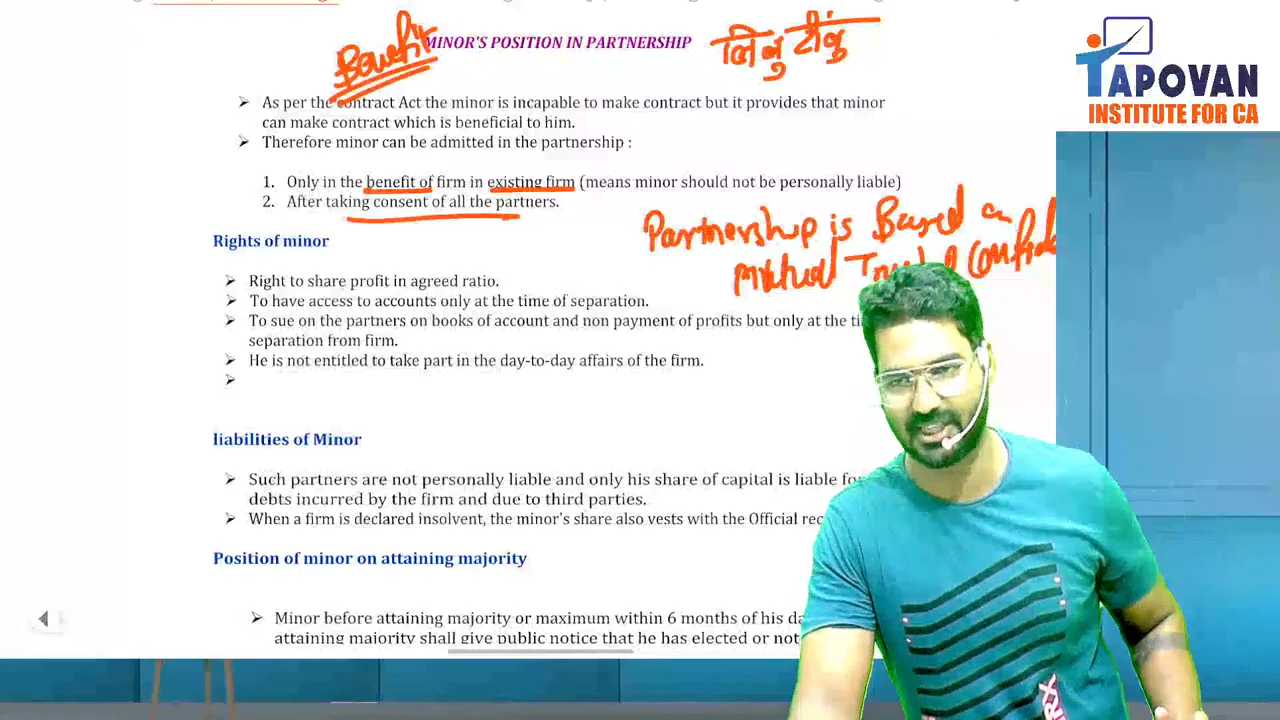 MINOR'S POSITION IN PARTNERSHIP
Benefit
लिनु टीनु
TAPOVAN
INSTITUTE FOR CA
➢ As per the contract Act the minor is incapable to make contract but it provides that minor
can make contract which is beneficial to him.
➢ Therefore minor can be admitted in the partnership :
1. Only in the benefit of firm in existing firm (means minor should not be personally liable)
2. After taking consent of all the partners.
Partnership is Based on
Mutual
Rights of minor
➢ Right to share profit in agreed ratio.
➢ To have access to accounts only at the time of separation.
➢ To sue on the partners on books of account and non payment of profits but only at the
separation from firm.
➢ He is not entitled to take part in the day-to-day affairs of the firm.
➢
liabilities of Minor
➢ Such partners are not personally liable and only his share of capital is liable for
debts incurred by the firm and due to third parties.
➢ When a firm is declared insolvent, the minor's share also vests with the Official
Position of minor on attaining majority
➢ Minor before attaining majority or maximum within 6 months of his
attaining majority shall give public notice that he has elected or not